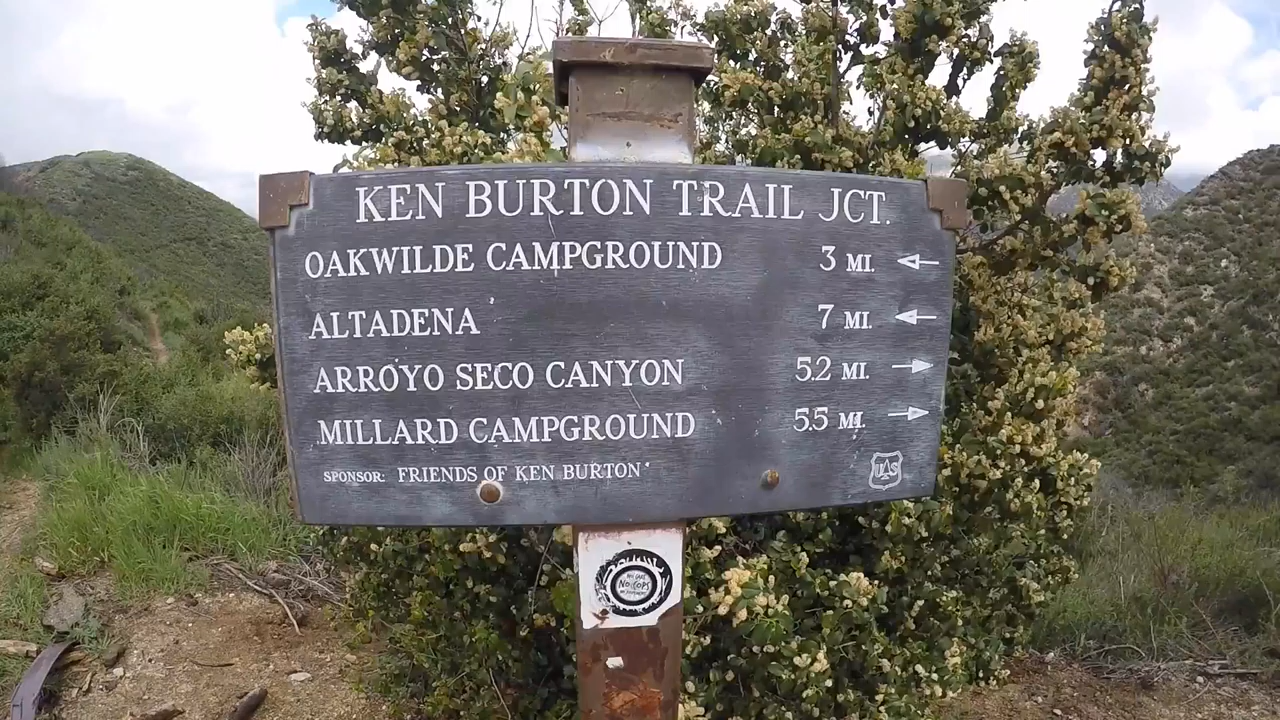 KEN BURTON TRAIL JCT.
OAKWILDE CAMPGROUND 3 MI.
ALTADENA 7 MI.
ARROYO SECO CANYON 5.2 MI.
MILLARD CAMPGROUND 5.5 MI.
SPONSOR: FRIENDS OF KEN BURTON
UAS
NO COPS